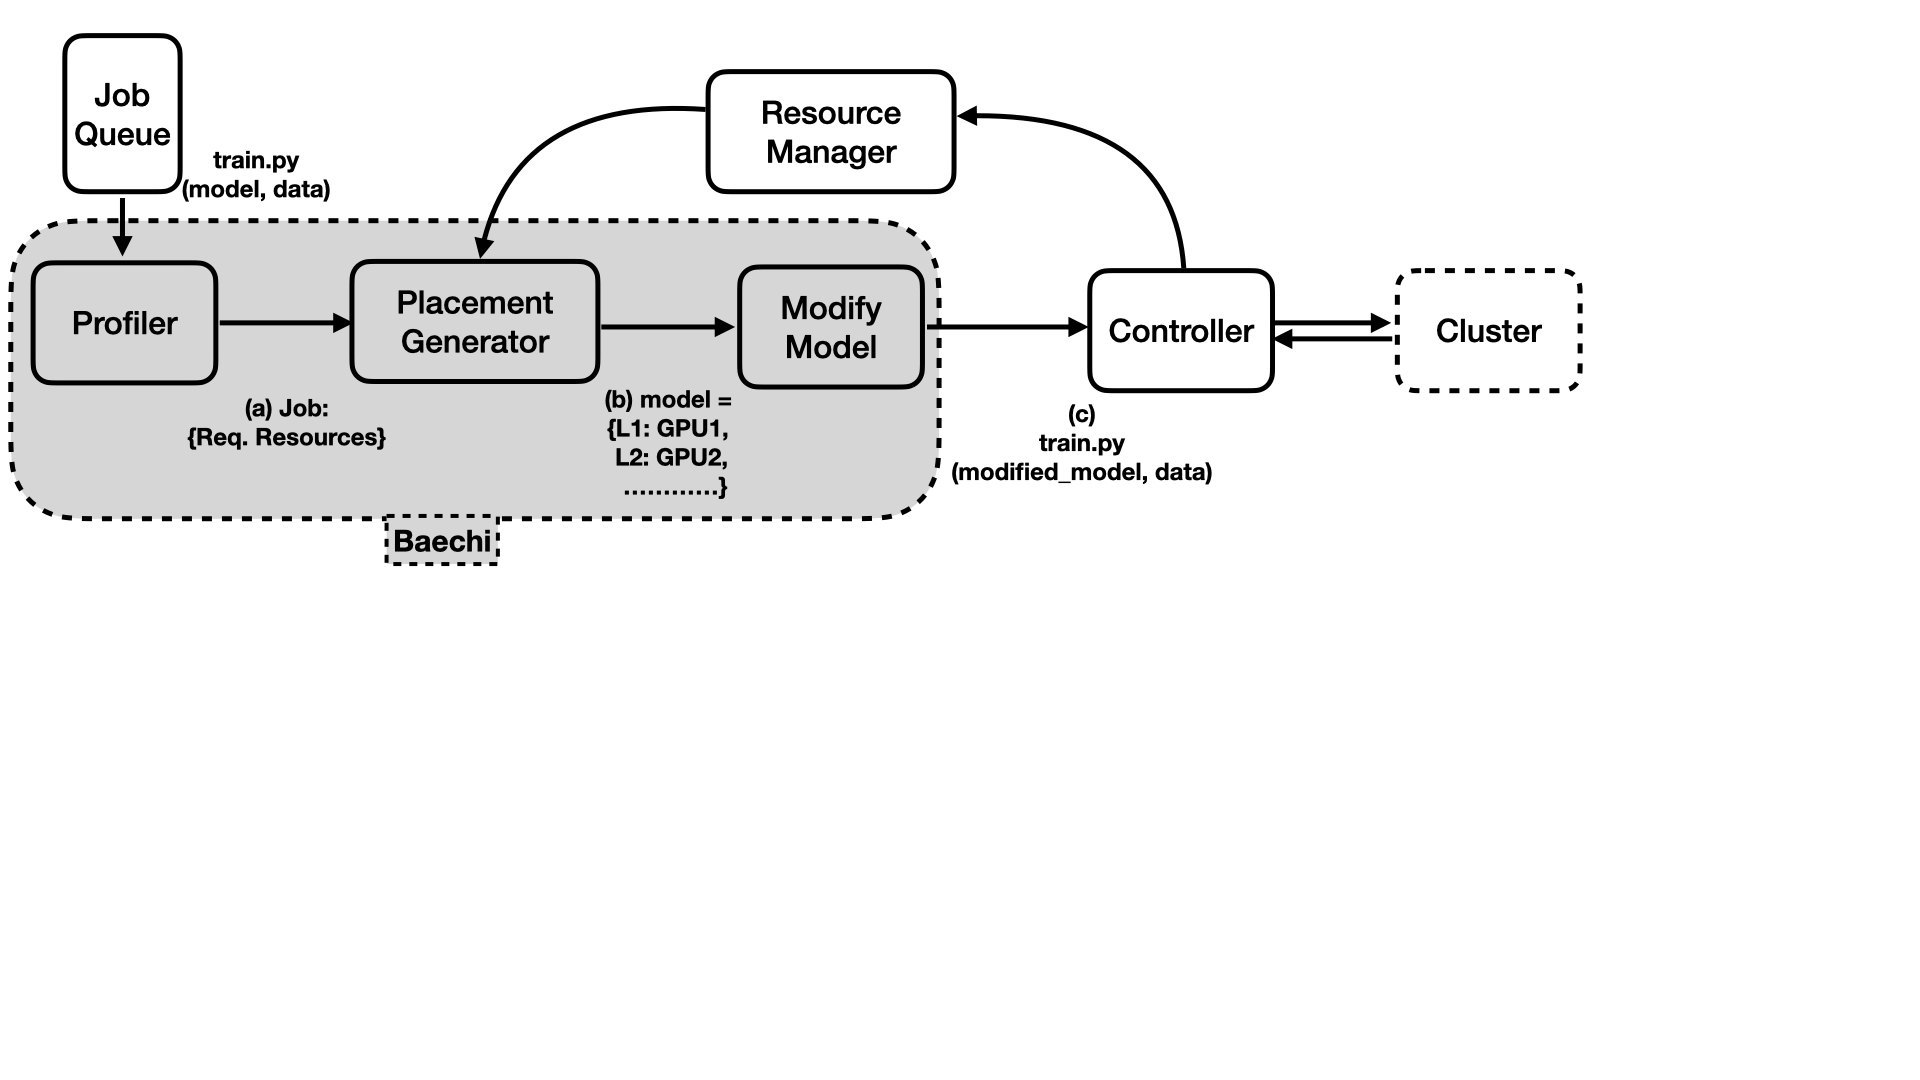 Job
Queue
train.py
(model, data)
Resource
Manager
Profiler
Placement
Generator
Modify
Model
Controller
Cluster
(a) Job:
{Req. Resources}
(b) model =
{L1: GPU1,
L2: GPU2,
............}
(c)
train.py
(modified_model, data)
Baechi